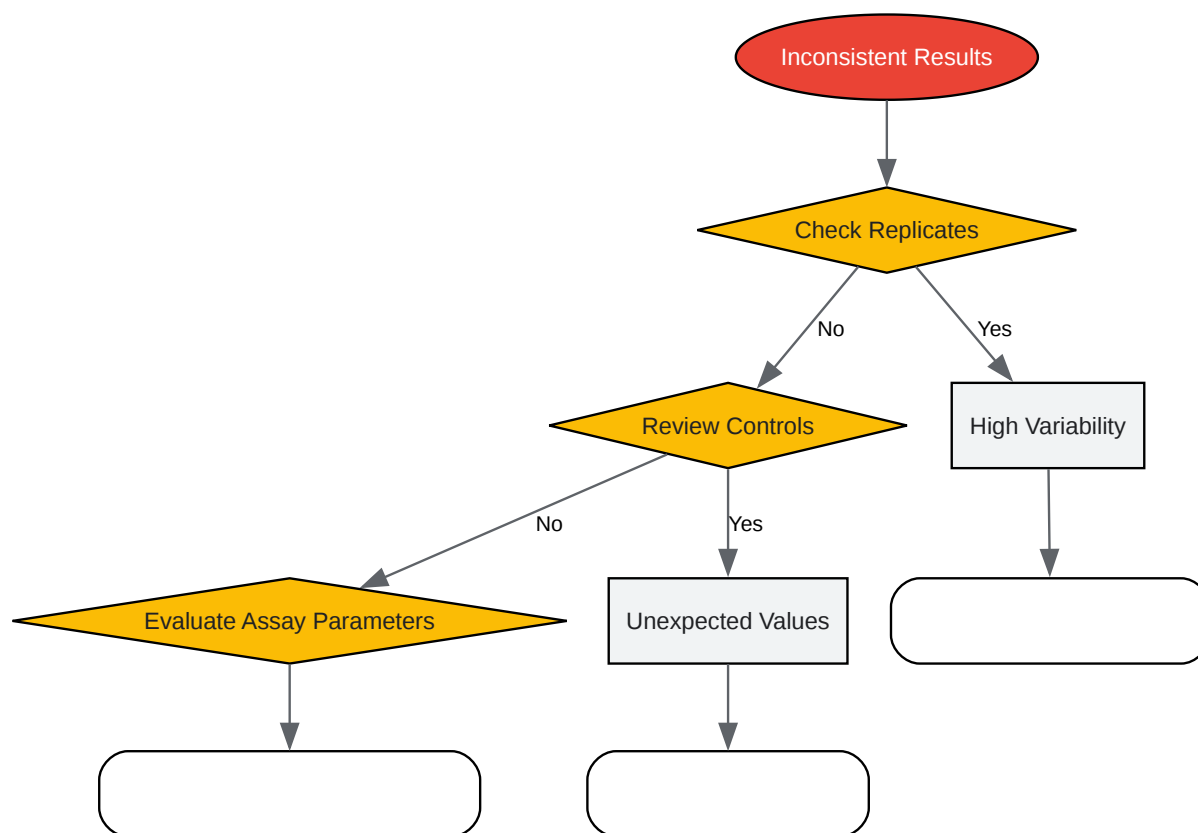 Inconsistent Results
Check Replicates
No
Yes
Review Controls
High Variability
No
Yes
Evaluate Assay Parameters
Unexpected Values